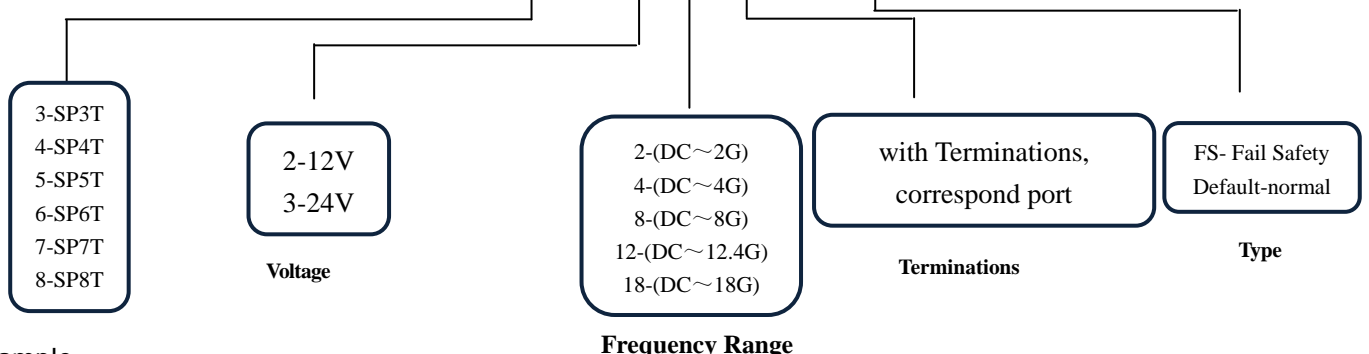 3-SP3T
4-SP4T
5-SP5T
6-SP6T
7-SP7T
8-SP8T
2-12V
3-24V
Voltage
2-(DC～2G)
4-(DC～4G)
8-(DC～8G)
12-(DC～12.4G)
18-(DC～18G)
Frequency Range
with Terminations,
correspond port
Terminations
FS- Fail Safety
Default-normal
Type